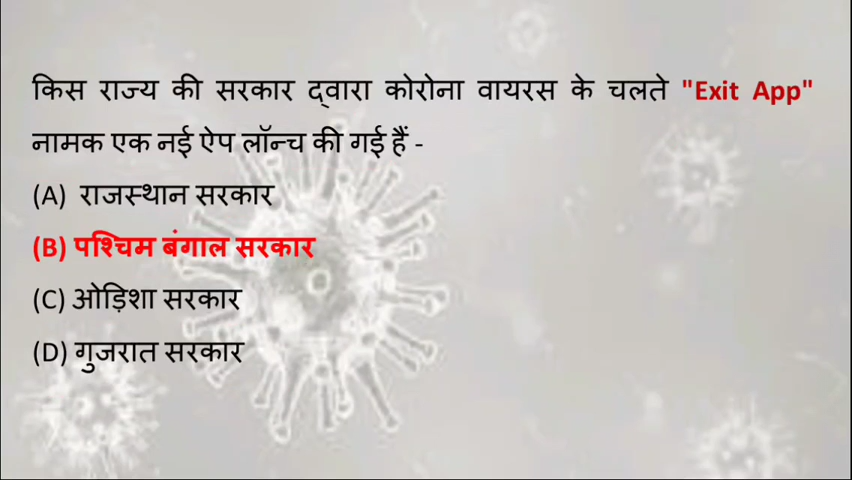 किस राज्य की सरकार द्वारा कोरोना वायरस के चलते "Exit App"
नामक एक नई ऐप लॉन्च की गई हैं -
(A) राजस्थान सरकार
(B) पश्चिम बंगाल सरकार
(C) ओड़िशा सरकार
(D) गुजरात सरकार